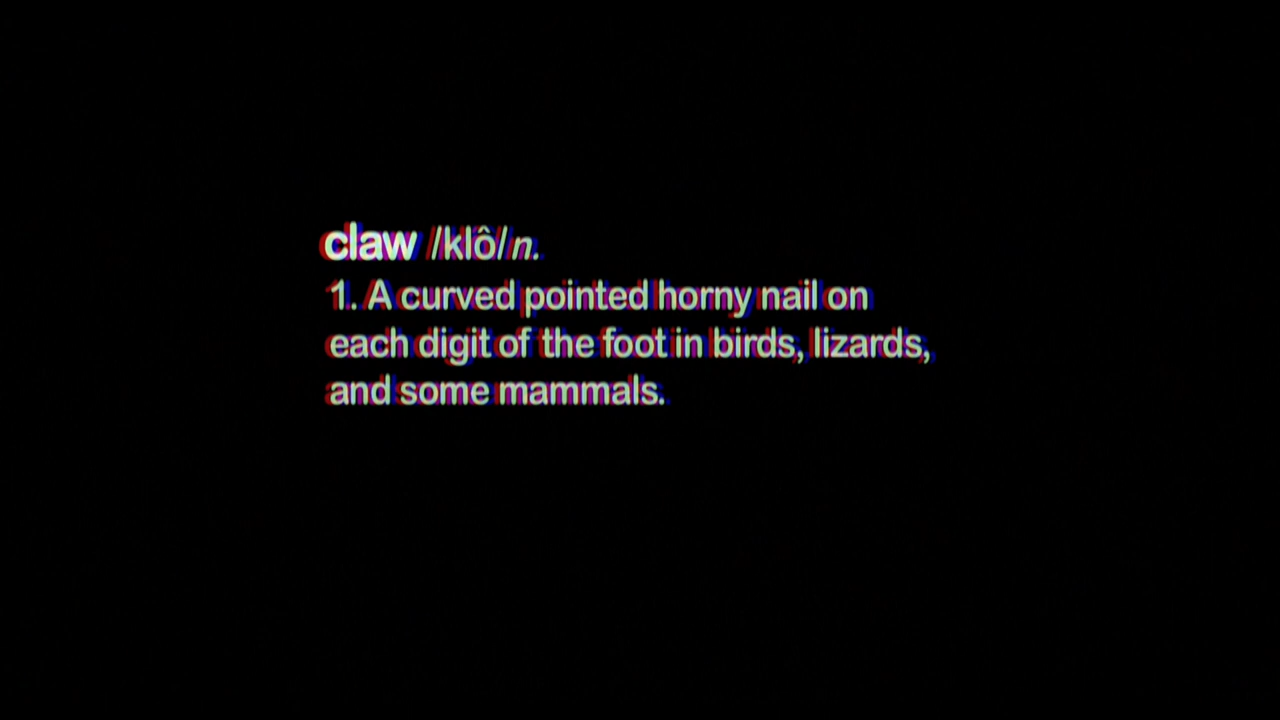 claw /klô/n.
1. A curved pointed horny nail on
each digit of the foot in birds, lizards,
and some mammals.